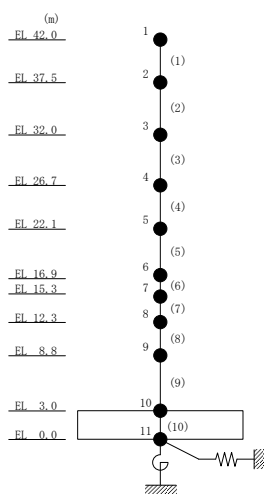 (m)
EL 42.0 1
(1)
EL 37.5 2
(2)
EL 32.0 3
(3)
EL 26.7 4
(4)
EL 22.1 5
(5)
EL 16.9 6
(6)
EL 15.3 7
(7)
EL 12.3 8
(8)
EL 8.8 9
(9)
EL 3.0 10
(10)
EL 0.0 11